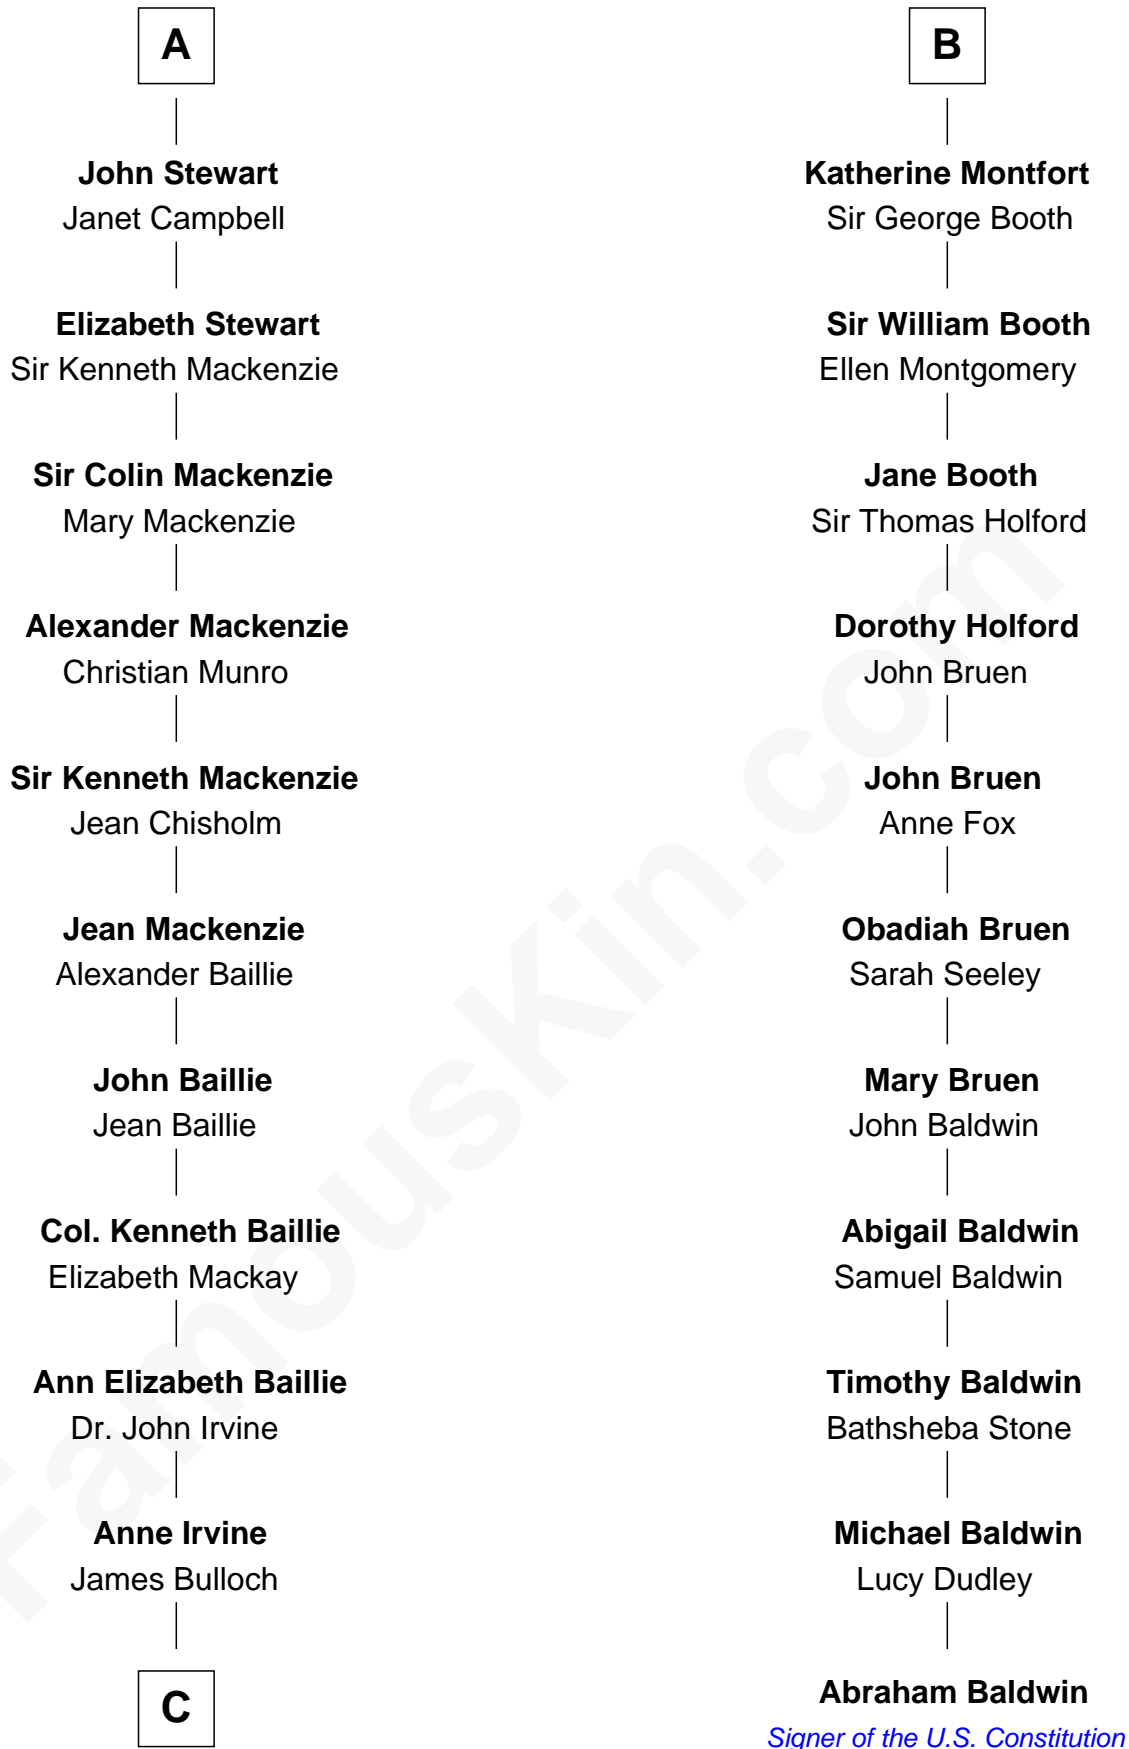 A
John Stewart
Janet Campbell
Elizabeth Stewart
Sir Kenneth Mackenzie
Sir Colin Mackenzie
Mary Mackenzie
Alexander Mackenzie
Christian Munro
Sir Kenneth Mackenzie
Jean Chisholm
Jean Mackenzie
Alexander Baillie
John Baillie
Jean Baillie
Col. Kenneth Baillie
Elizabeth Mackay
Ann Elizabeth Baillie
Dr. John Irvine
Anne Irvine
James Bulloch
C
B
Katherine Montfort
Sir George Booth
Sir William Booth
Ellen Montgomery
Jane Booth
Sir Thomas Holford
Dorothy Holford
John Bruen
John Bruen
Anne Fox
Obadiah Bruen
Sarah Seeley
Mary Bruen
John Baldwin
Abigail Baldwin
Samuel Baldwin
Timothy Baldwin
Bathsheba Stone
Michael Baldwin
Lucy Dudley
Abraham Baldwin
Signer of the U.S. Constitution
FamousKin.com